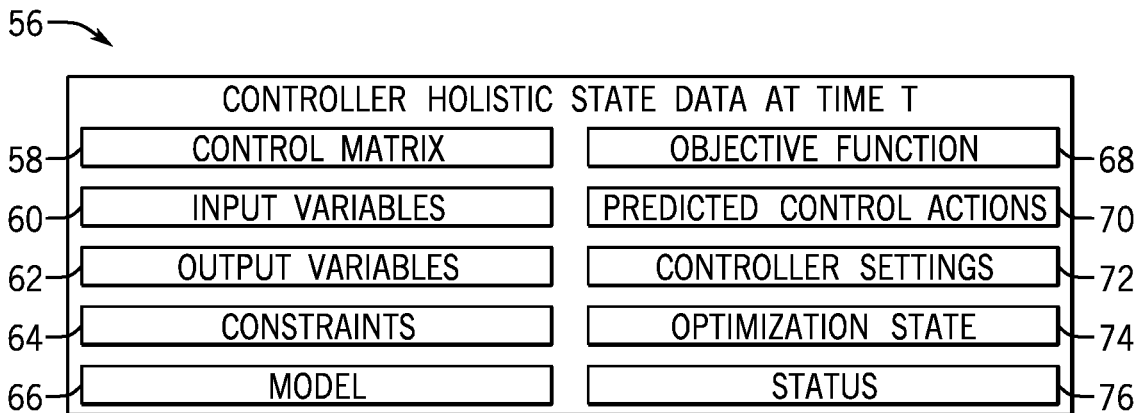 56
CONTROLLER HOLISTIC STATE DATA AT TIME T
58 CONTROL MATRIX OBJECTIVE FUNCTION 68
60 INPUT VARIABLES PREDICTED CONTROL ACTIONS 70
62 OUTPUT VARIABLES CONTROLLER SETTINGS 72
64 CONSTRAINTS OPTIMIZATION STATE 74
66 MODEL STATUS 76